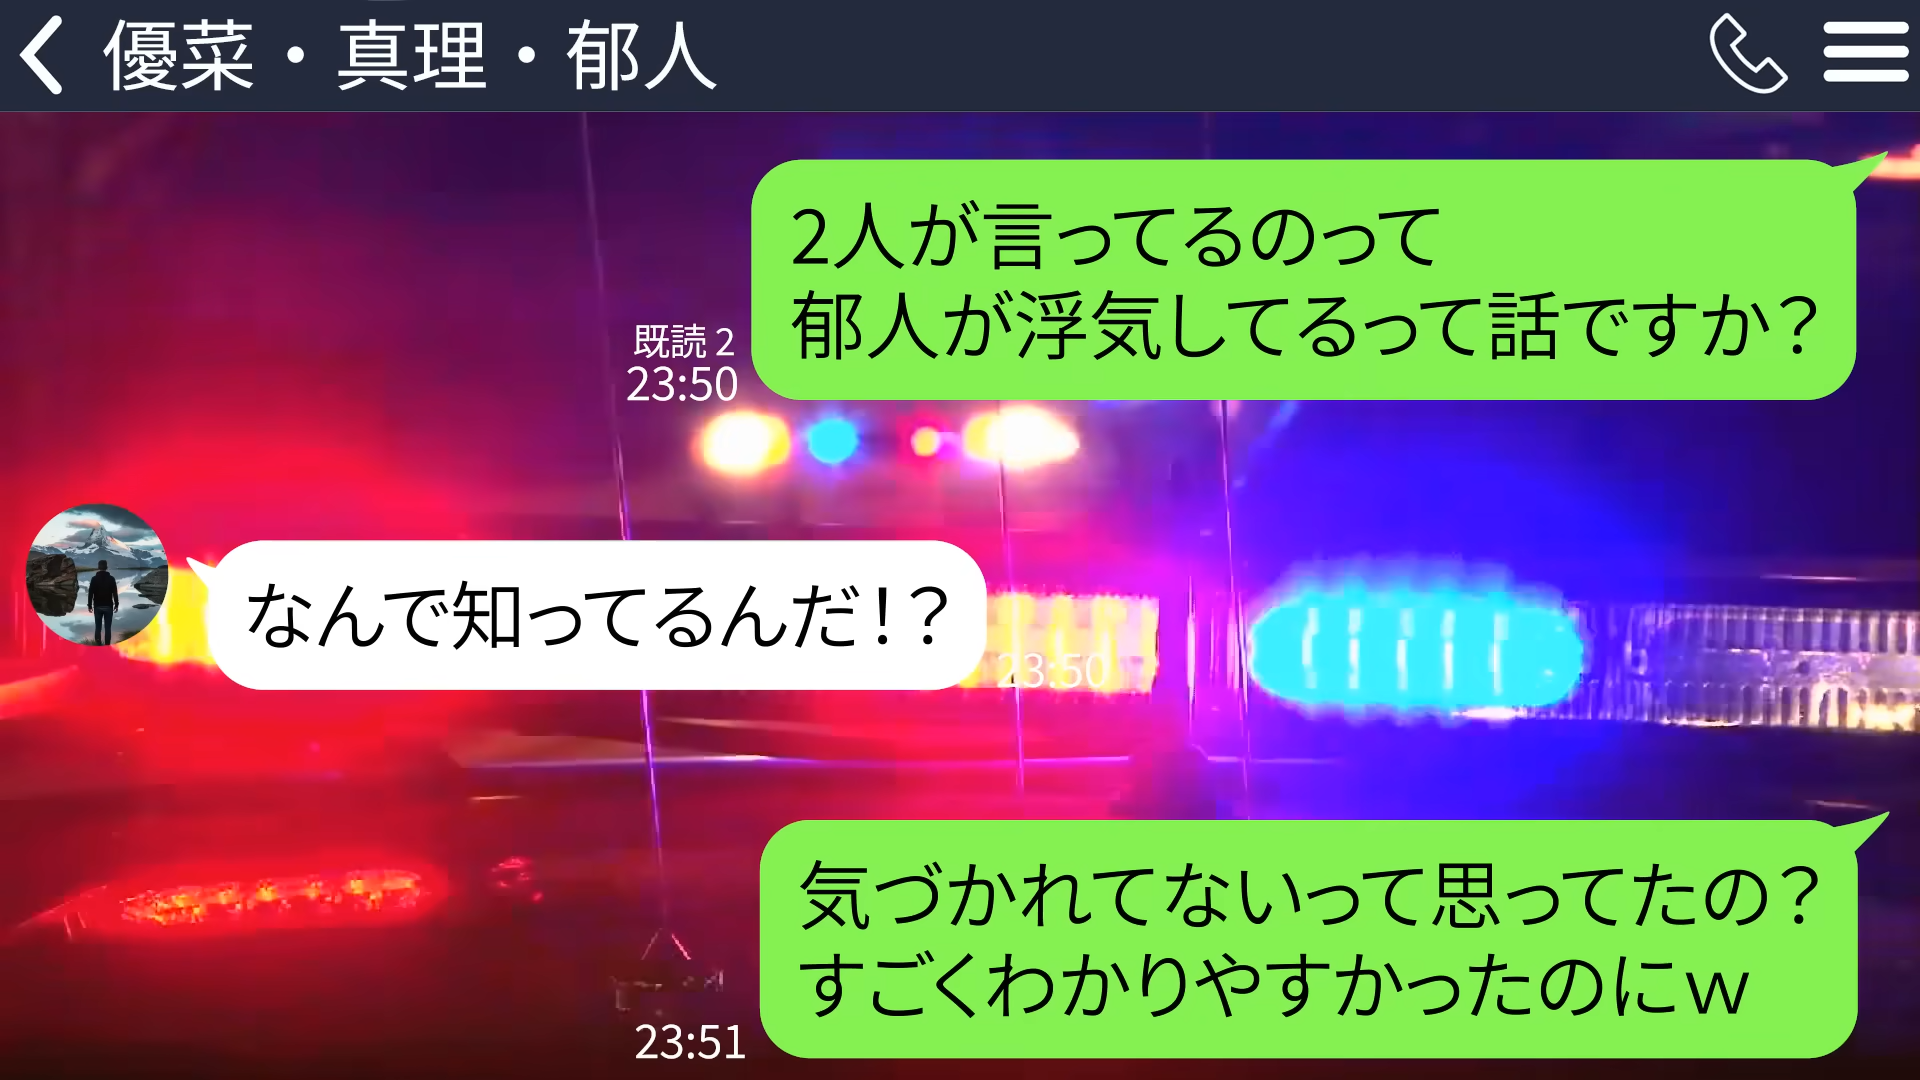 優菜・真理・郁人
2人が言ってるのって
郁人が浮気してるって話ですか？
既読 2
23:50
なんで知ってるんだ！？
23:50
気づかれてないって思ってたの？
すごくわかりやすかったのにｗ
23:51